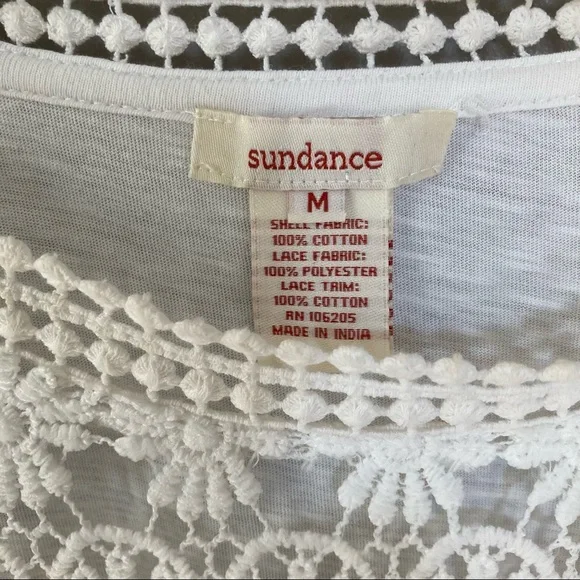 sundance
M
SHELL FABRIC:
100% COTTON
LACE FABRIC:
100% POLYESTER
LACE TRIM:
100% COTTON
RN 106205
MADE IN INDIA